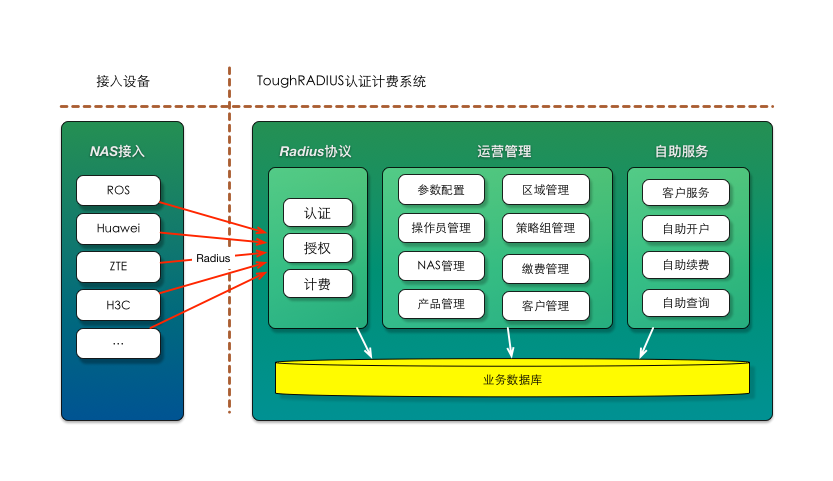 接入设备
ToughRADIUS认证计费系统
NAS接入
ROS
Huawei
ZTE
H3C
...
Radius
Radius协议
认证
授权
计费
运营管理
参数配置
区域管理
操作员管理
策略组管理
NAS管理
缴费管理
产品管理
客户管理
自助服务
客户服务
自助开户
自助续费
自助查询
业务数据库